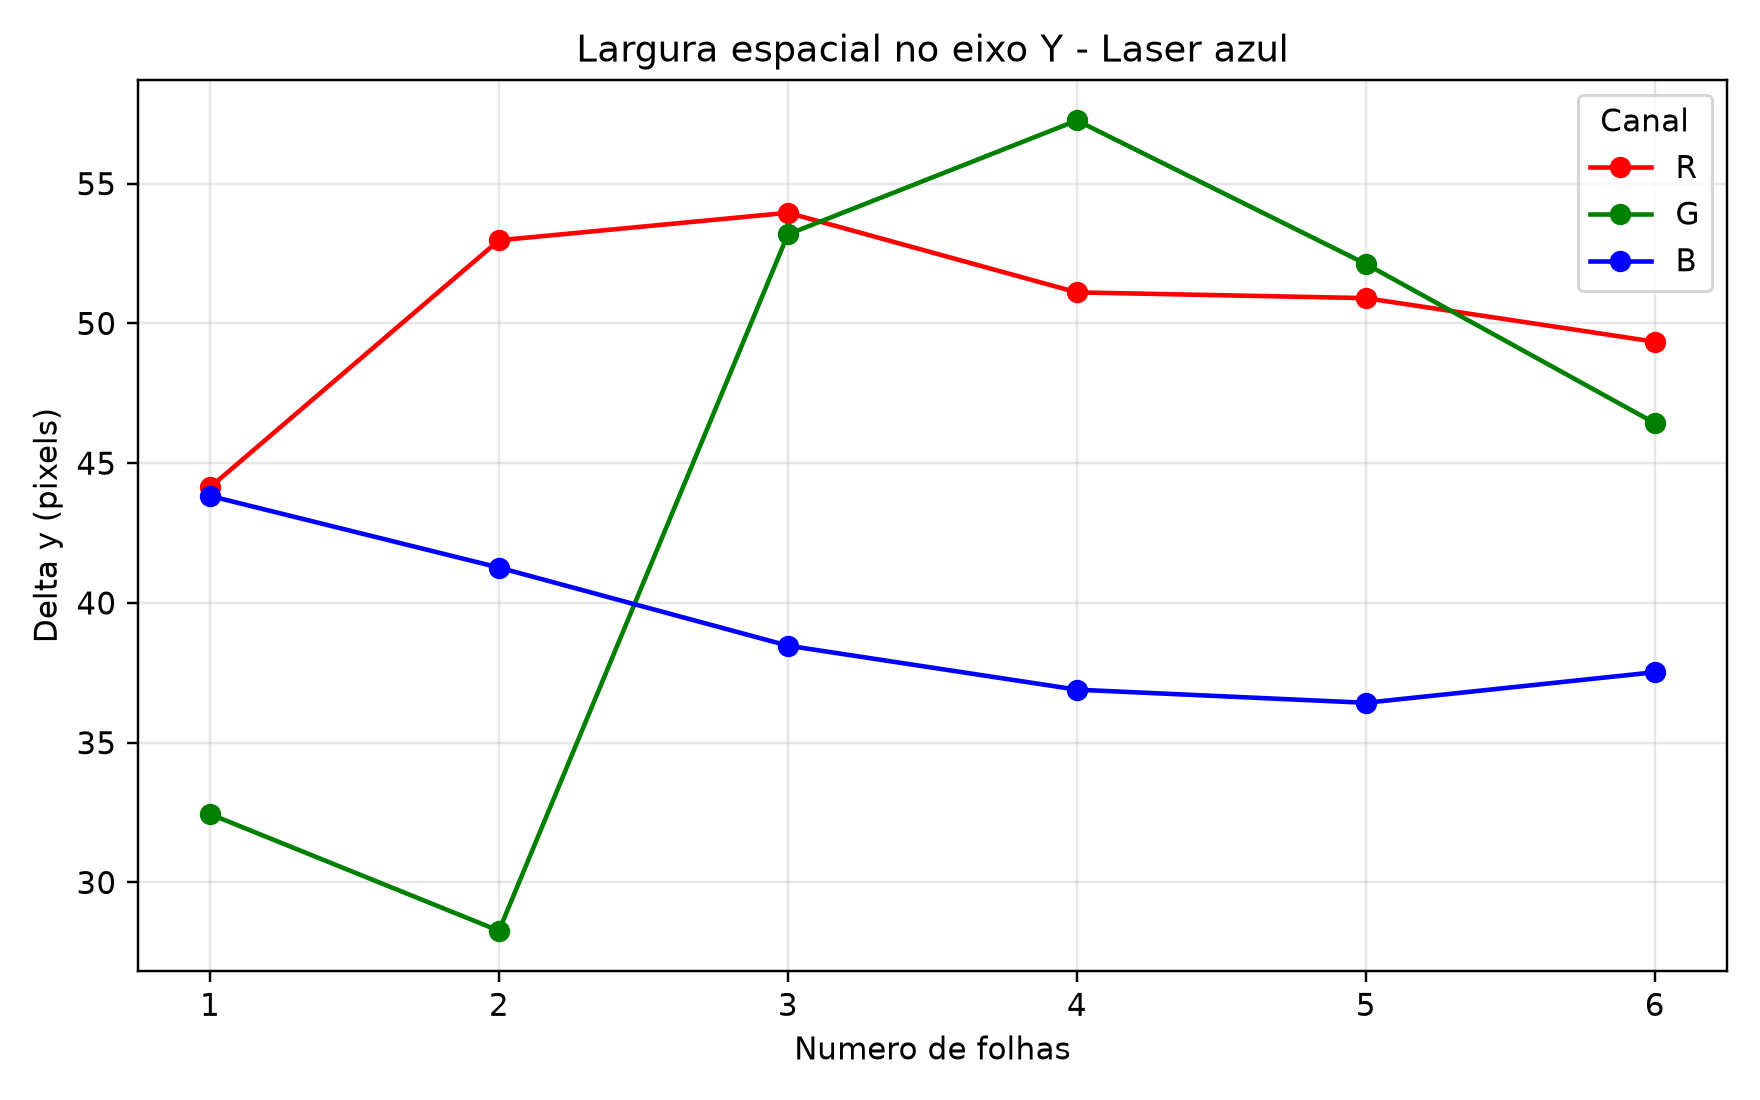 Largura espacial no eixo Y - Laser azul
Canal
R
G
B
55
50
45
40
35
30
Delta y (pixels)
1 2 3 4 5 6
Numero de folhas